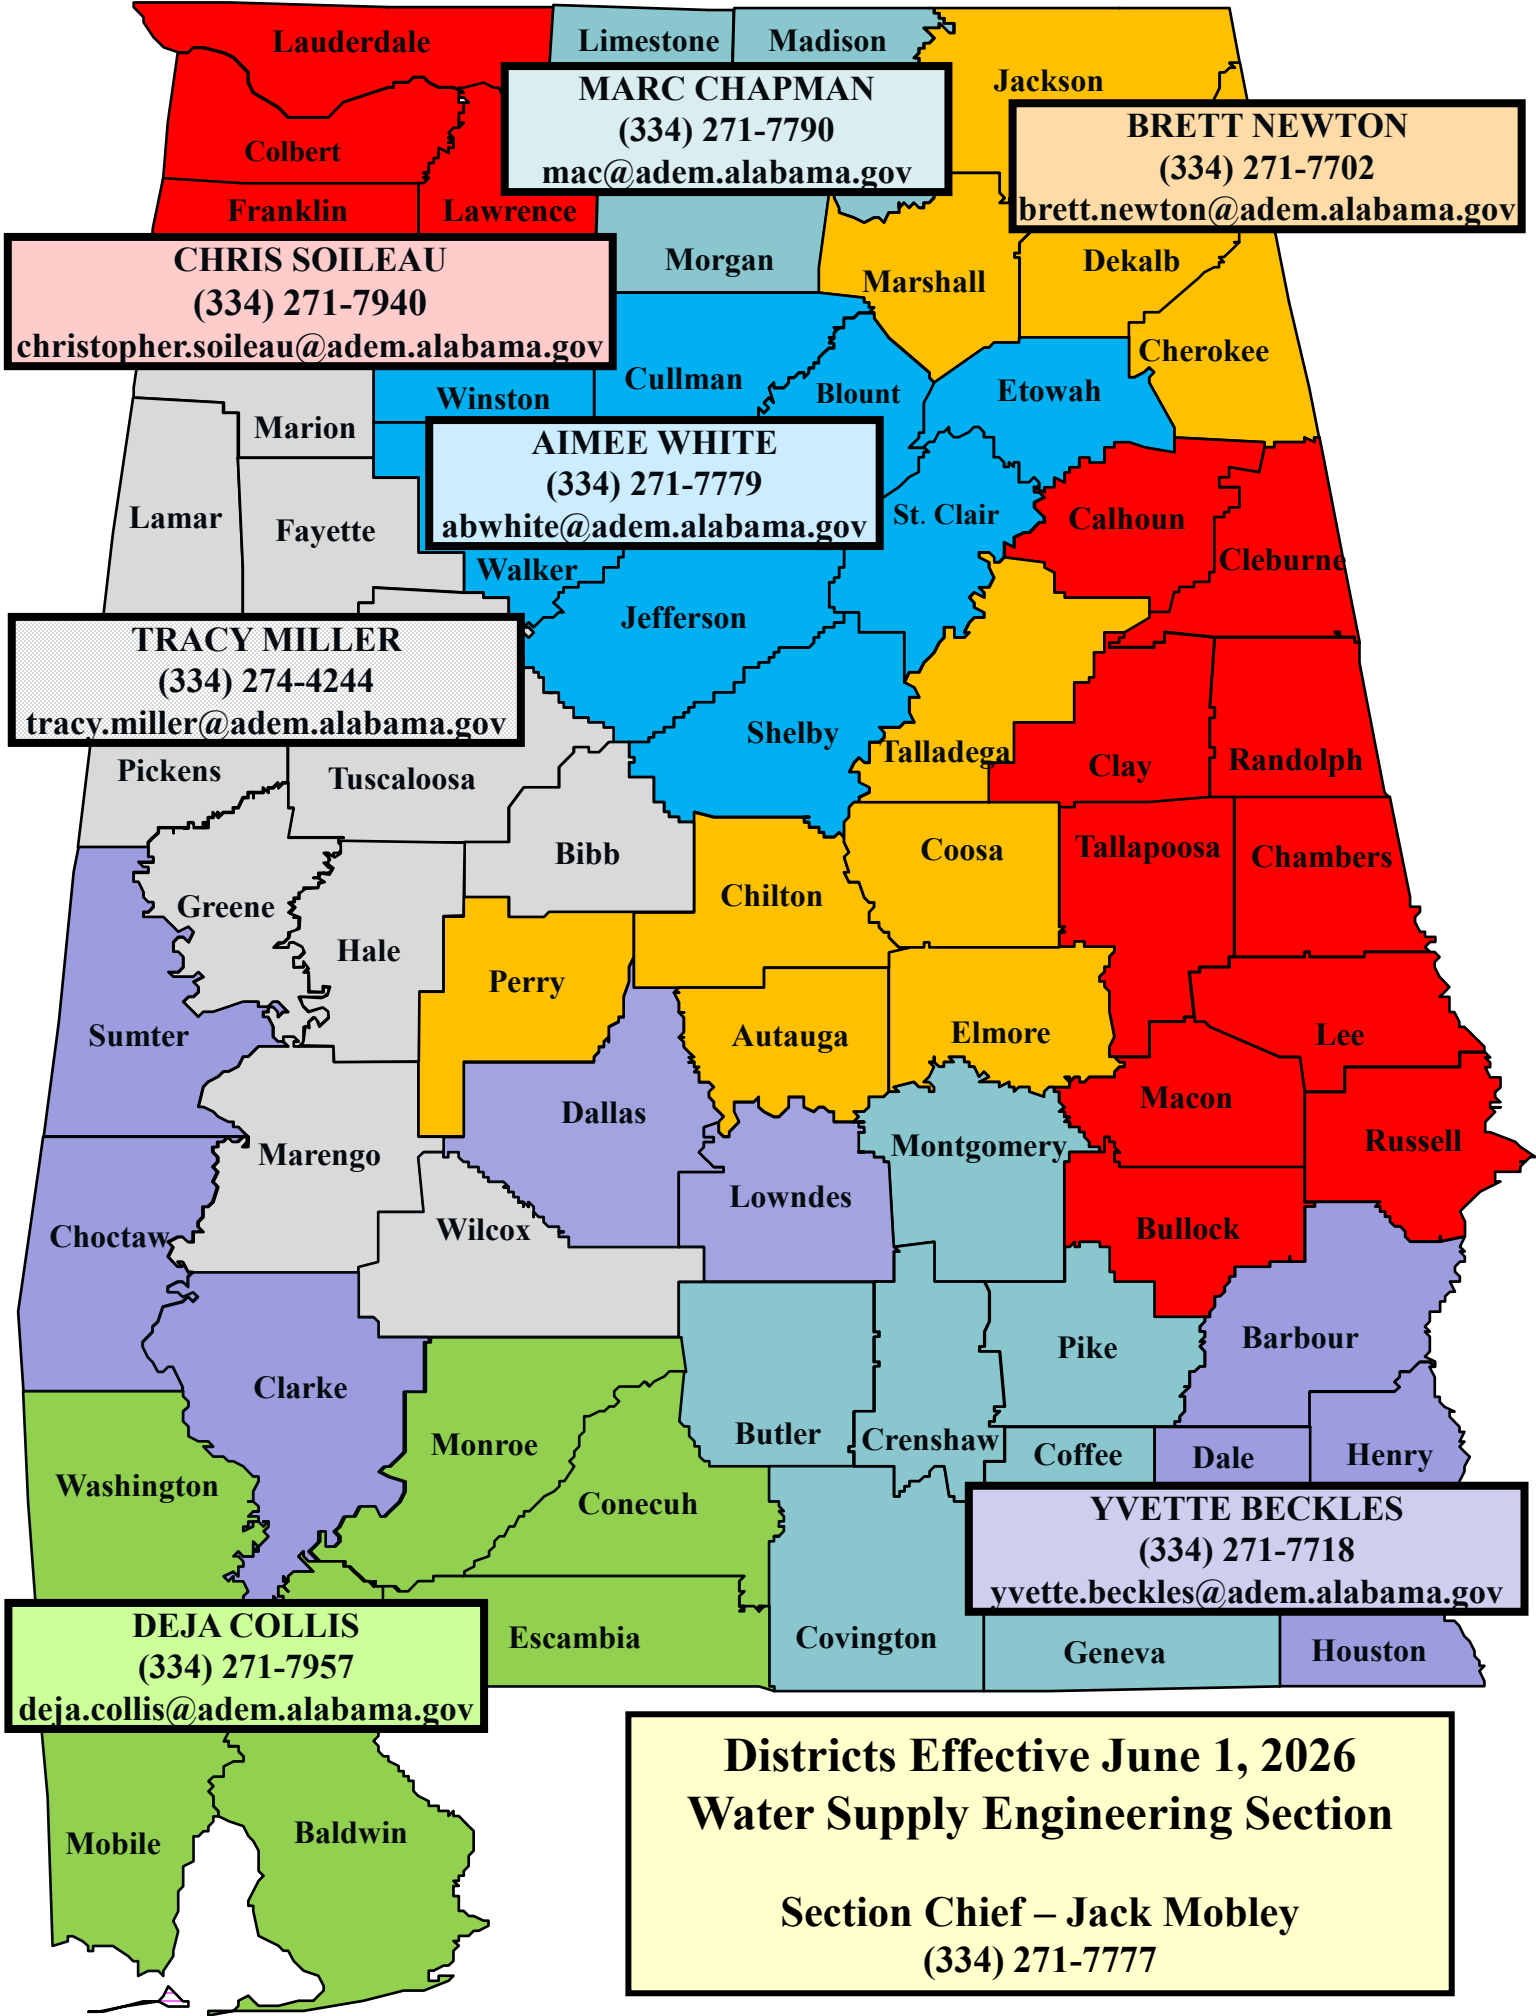 Lauderdale
Limestone
Madison
Jackson
MARC CHAPMAN
(334) 271-7790
mac@adem.alabama.gov
BRETT NEWTON
(334) 271-7702
brett.newton@adem.alabama.gov
Colbert
Franklin
Lawrence
CHRIS SOILEAU
(334) 271-7940
christopher.soileau@adem.alabama.gov
Morgan
Marshall
Dekalb
Cherokee
Marion
Winston
Cullman
Blount
Etowah
AIMEE WHITE
(334) 271-7779
abwhite@adem.alabama.gov
Lamar
Fayette
St. Clair
Calhoun
Cleburne
Walker
Jefferson
TRACY MILLER
(334) 274-4244
tracy.miller@adem.alabama.gov
Shelby
Talladega
Clay
Randolph
Pickens
Tuscaloosa
Bibb
Coosa
Tallapoosa
Chambers
Greene
Hale
Chilton
Perry
Sumter
Autauga
Elmore
Lee
Dallas
Macon
Marengo
Montgomery
Russell
Choctaw
Wilcox
Lowndes
Bullock
Clarke
Pike
Barbour
Monroe
Butler
Crenshaw
Coffee
Dale
Henry
Washington
Conecuh
YVETTE BECKLES
(334) 271-7718
yvette.beckles@adem.alabama.gov
DEJA COLLIS
(334) 271-7957
deja.collis@adem.alabama.gov
Escambia
Covington
Geneva
Houston
Mobile
Baldwin
Districts Effective June 1, 2026
Water Supply Engineering Section
Section Chief – Jack Mobley
(334) 271-7777